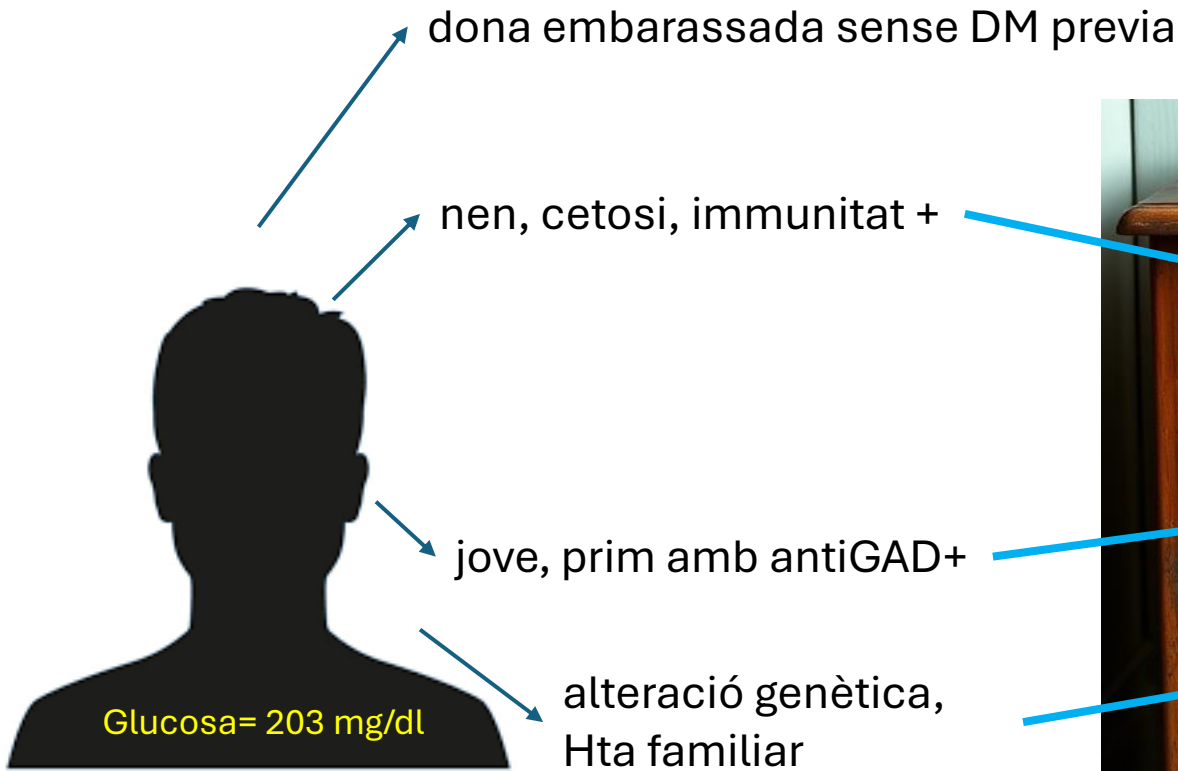 dona embarassada sense DM previa
nen, cetosi, immunitat +
jove, prim amb antiGAD+
alteració genètica,
Hta familiar
Glucosa= 203 mg/dl